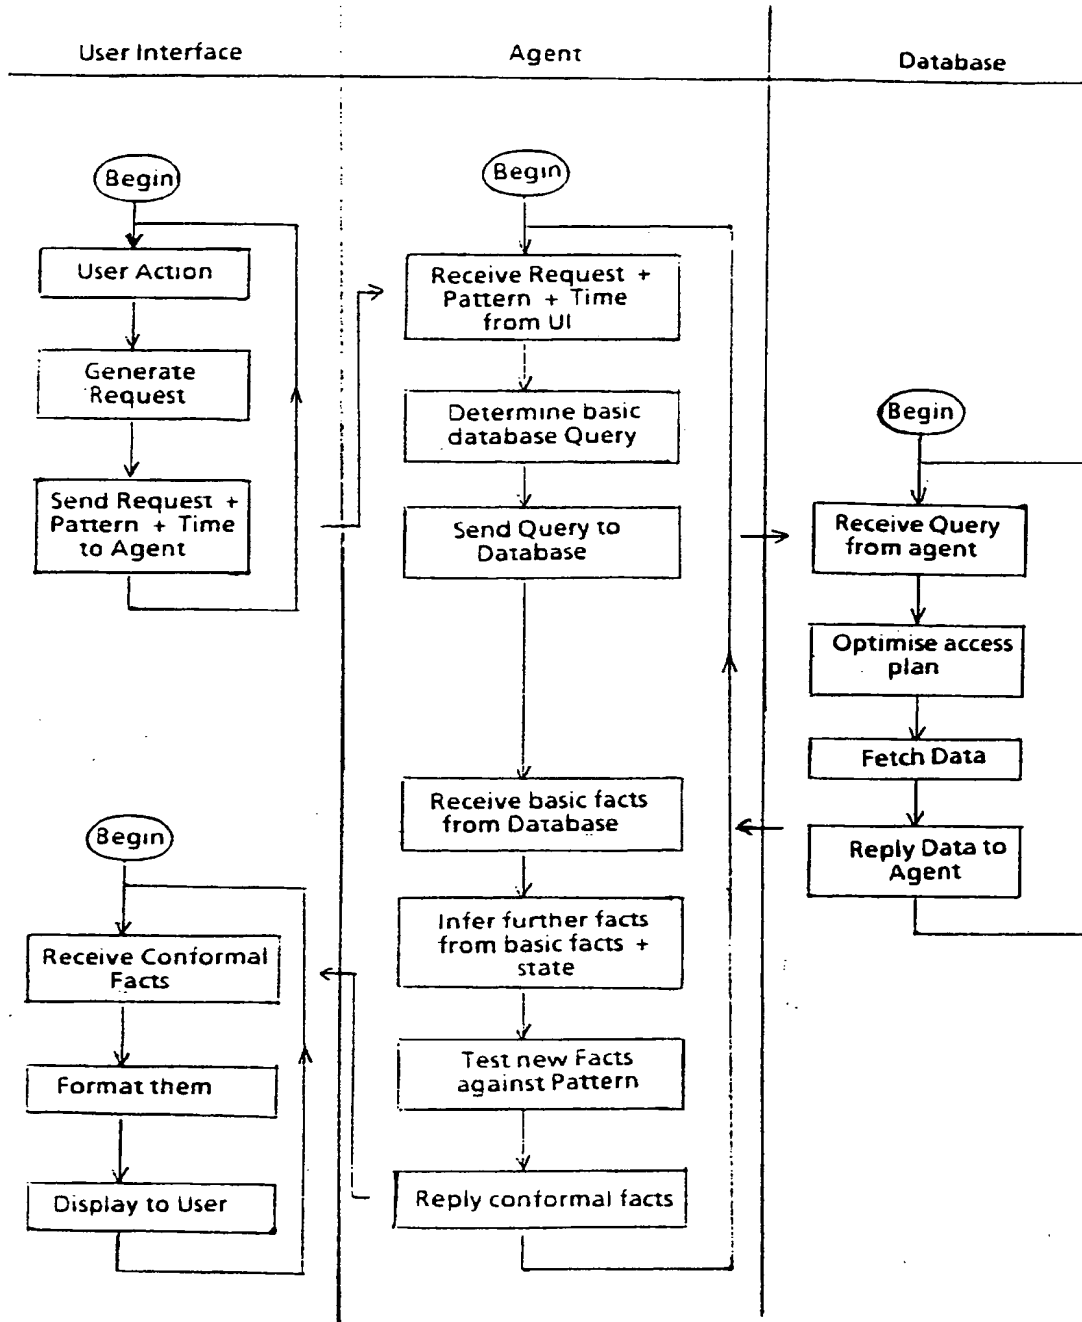 User Interface
Agent
Database
Begin
User Action
Generate
Request
Send Request +
Pattern + Time
to Agent
Begin
Receive Conformal
Facts
Format them
Display to User
Begin
Receive Request +
Pattern + Time
from UI
Determine basic
database Query
Send Query to
Database
Receive basic facts
from Database
Infer further facts
from basic facts +
state
Test new Facts
against Pattern
Reply conformal facts
Begin
Receive Query
from agent
Optimise access
plan
Fetch Data
Reply Data to
Agent